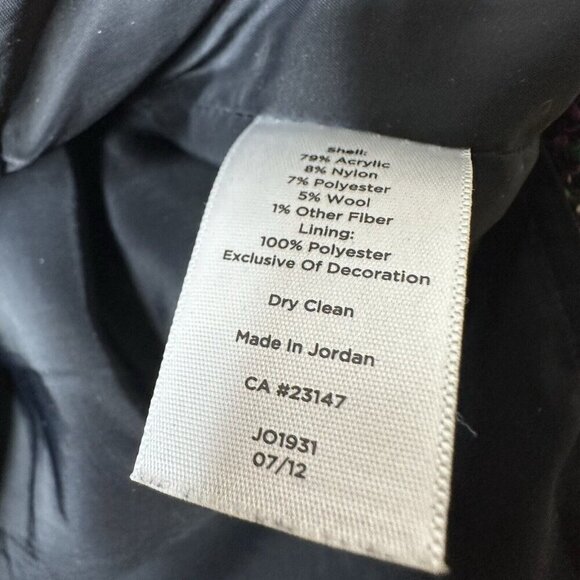 Shell:
79% Acrylic
8% Nylon
7% Polyester
5% Wool
1% Other Fiber
Lining:
100% Polyester
Exclusive Of Decoration
Dry Clean
Made In Jordan
CA #23147
JO1931
07/12